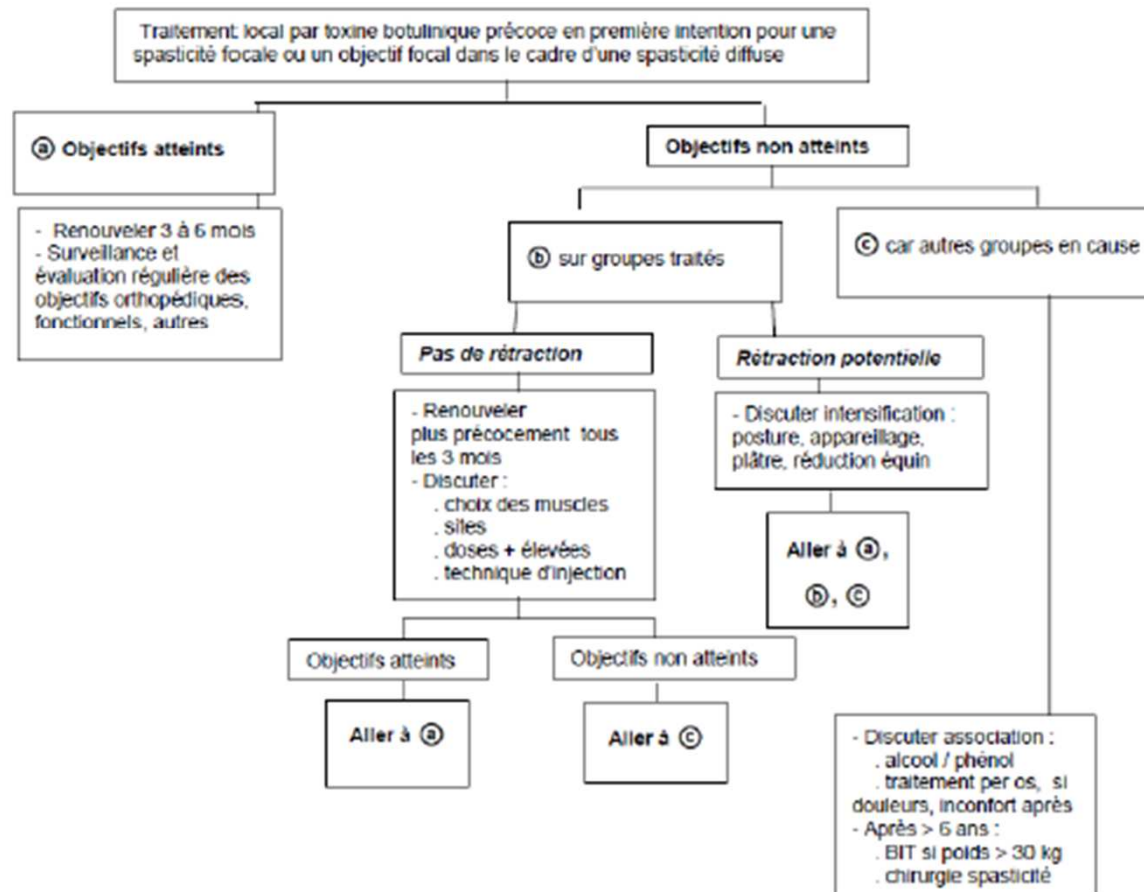 Traitement: local par toxine botulinique précoce en première intention pour une
spasticité focale ou un objectif focal dans le cadre d'une spasticité diffuse
ⓐ Objectifs atteints
Objectifs non atteints
- Renouveler 3 à 6 mois
- Surveillance et
évaluation régulière des
objectifs orthopédiques,
fonctionnels, autres
ⓑ sur groupes traités
ⓒ car autres groupes en cause
Pas de rétraction
Rétraction potentielle
- Renouveler
plus précocement tous
les 3 mois
- Discuter :
. choix des muscles
. sites
. doses + élevées
. technique d'injection
- Discuter intensification :
posture, appareillage,
plâtre, réduction équin
Aller à ⓐ,
ⓑ, ⓒ
Objectifs atteints
Objectifs non atteints
Aller à ⓐ
Aller à ⓒ
- Discuter association :
. alcool / phénol
. traitement per os, si
douleurs, inconfort après
- Après > 6 ans :
. BIT si poids > 30 kg
. chirurgie spasticité